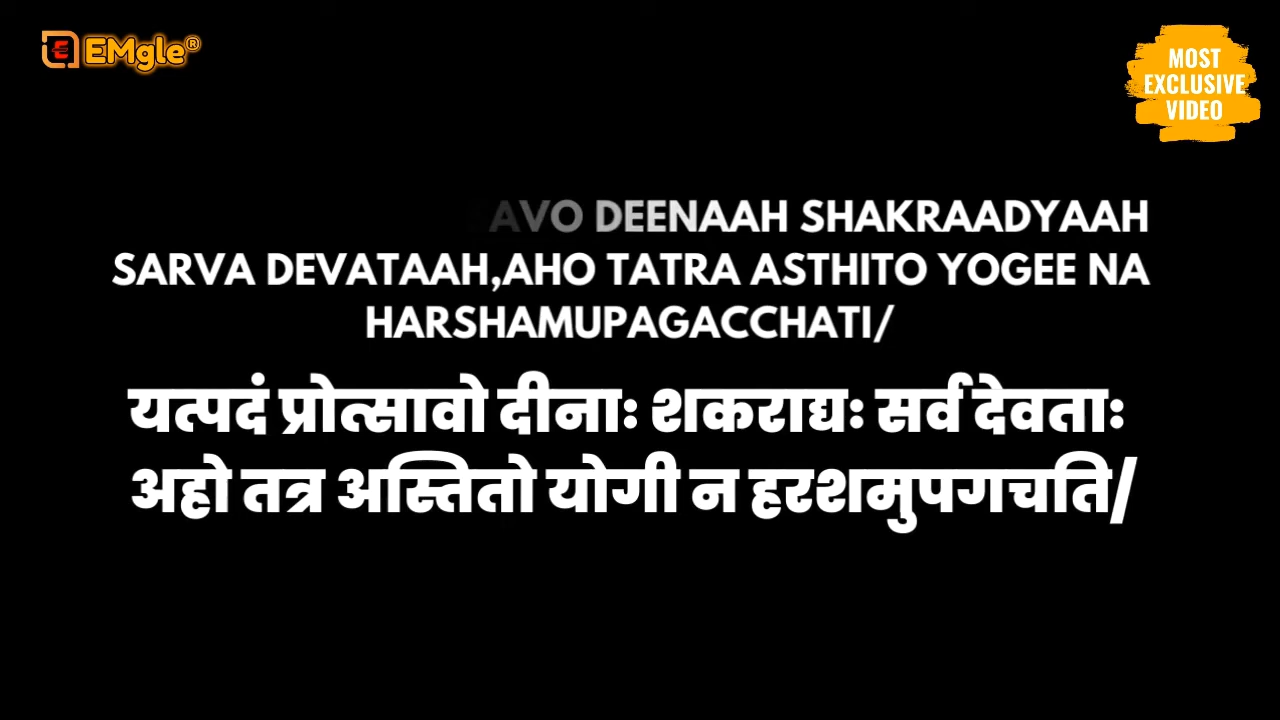 EMgle®
MOST
EXCLUSIVE
VIDEO
AVO DEENAAH SHAKRAADYAAH
SARVA DEVATAAH,AHO TATRA ASTHITO YOGEE NA
HARSHAMUPAGACCHATI/
यत्पदं प्रोत्सावो दीनाः शकराद्यः सर्व देवताः
अहो तत्र अस्तितो योगी न हरशमुपगचति/